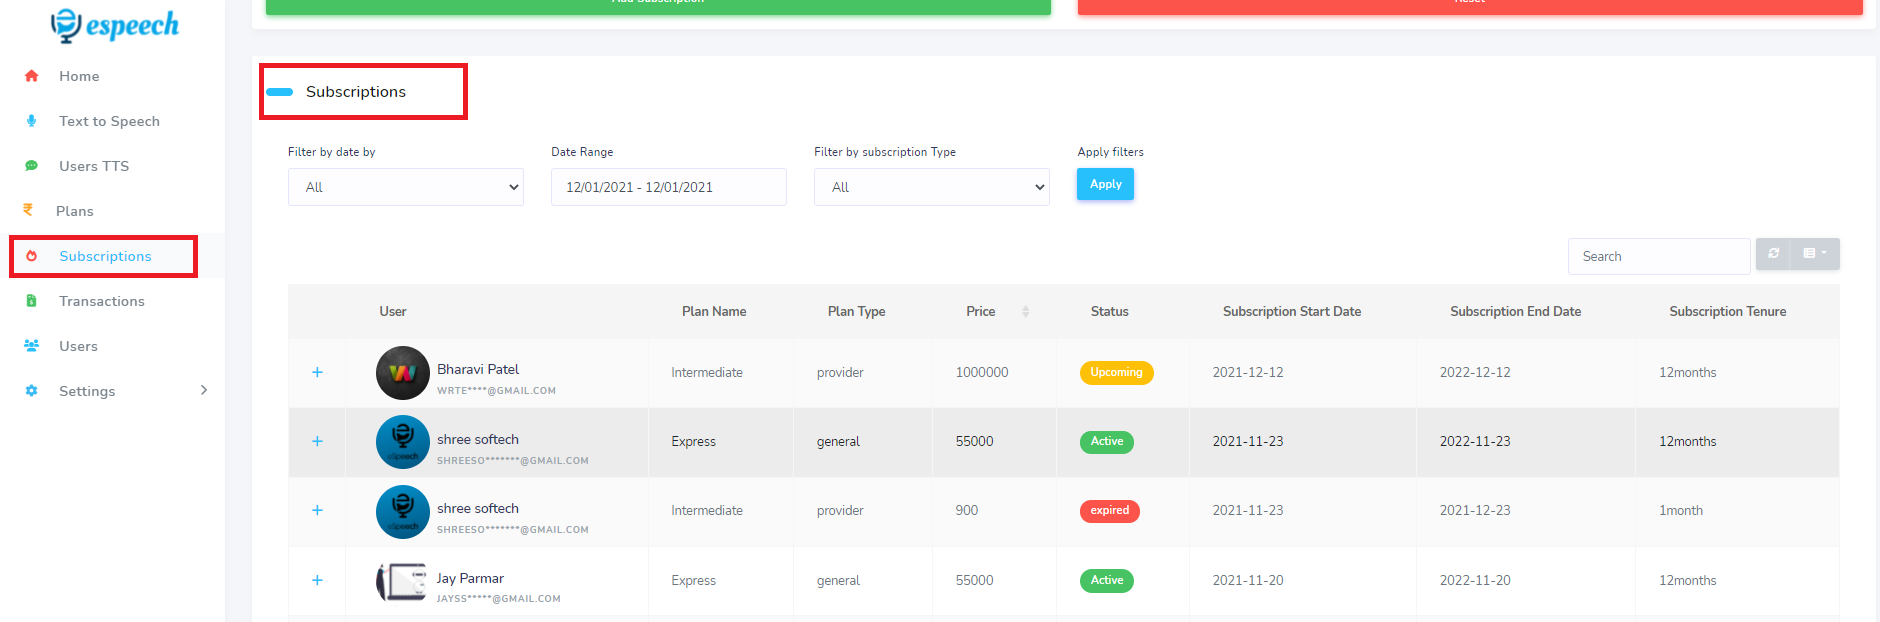 Add Subscription
Reset
espeech
Home
Text to Speech
Users TTS
Plans
Subscriptions
Transactions
Users
Settings
Subscriptions
Filter by date by
Date Range
Filter by subscription Type
Apply filters
All
12/01/2021 - 12/01/2021
All
Apply
Search
User Plan Name Plan Type Price Status Subscription Start Date Subscription End Date Subscription Tenure
+ Bharavi Patel Intermediate provider 1000000 Upcoming 2021-12-12 2022-12-12 12months
WRTE****@GMAIL.COM
+ shree softech Express general 55000 Active 2021-11-23 2022-11-23 12months
SHREESO*******@GMAIL.COM
eSpeech
+ shree softech Intermediate provider 900 expired 2021-11-23 2021-12-23 1month
SHREESO*******@GMAIL.COM
eSpeech
+ Jay Parmar Express general 55000 Active 2021-11-20 2022-11-20 12months
JAYSS*****@GMAIL.COM